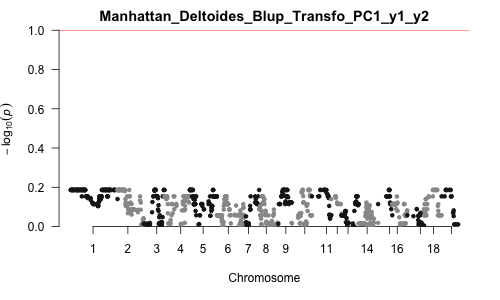 Manhattan_Deltoides_Blup_Transfo_PC1_y1_y2
1.0
0.8
0.6
0.4
0.2
0.0
− log₁₀(p)
1 2 3 4 5 6 7 8 9 11 14 16 18
Chromosome